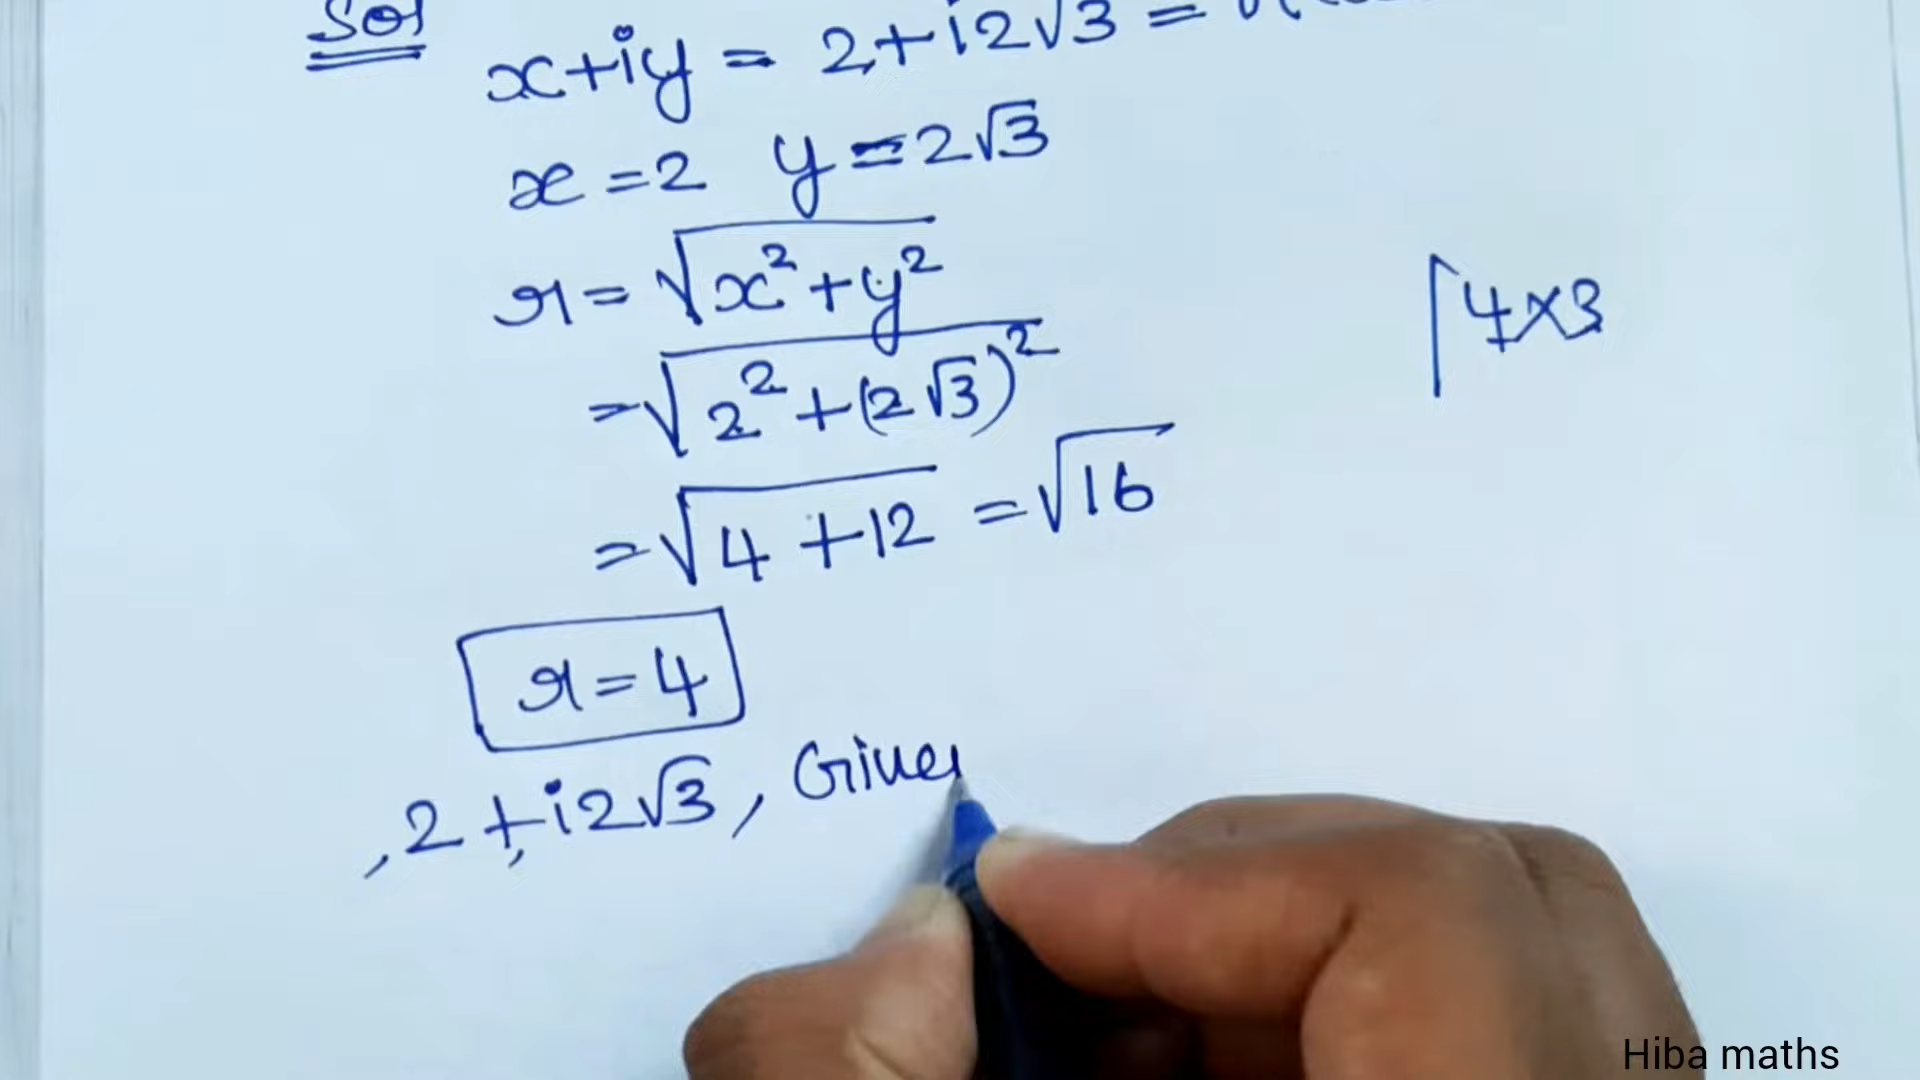 Sol
x+iy = 2+i2√3 =
x=2 y=2√3
r=√x²+y²
=√2²+(2√3)²
=√4+12 =√16
√4×3
r=4
, 2+i2√3, Given
Hiba maths